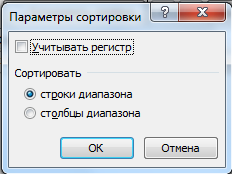 Параметры сортировки
Учитывать регистр
Сортировать
строки диапазона
столбцы диапазона
ОК
Отмена